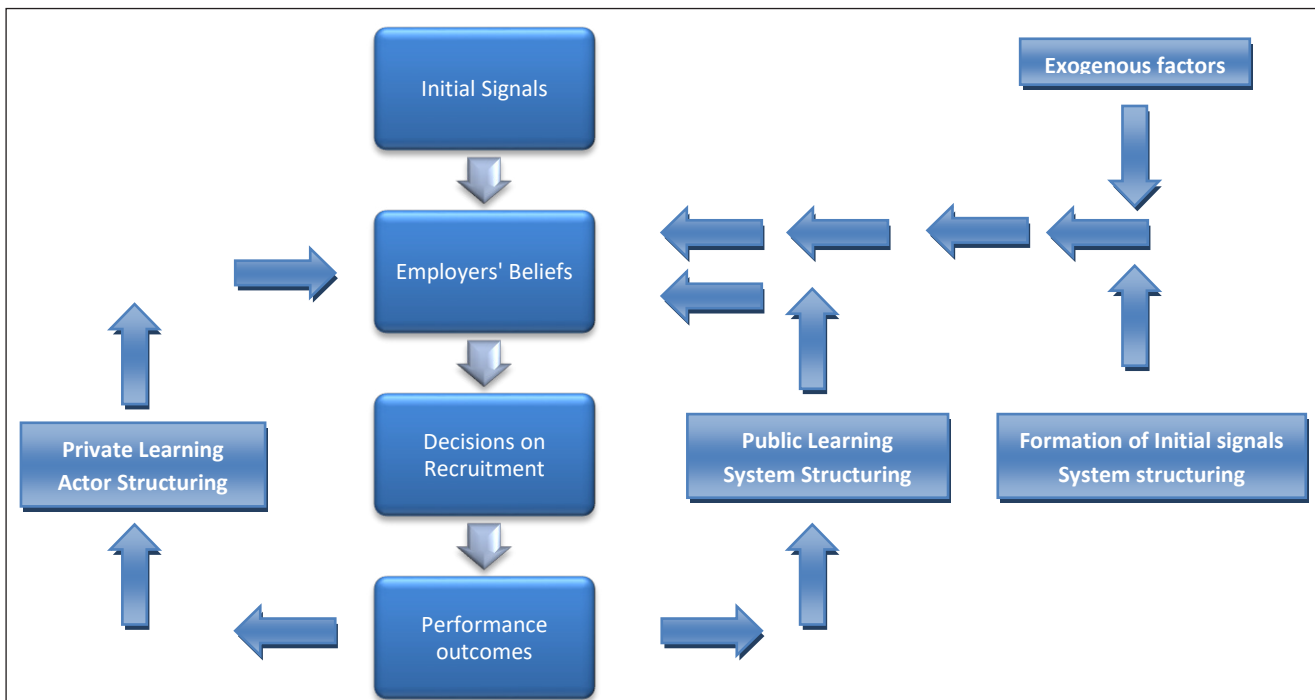 Initial Signals
Exogenous factors
Employers' Beliefs
Private Learning
Actor Structuring
Decisions on
Recruitment
Public Learning
System Structuring
Formation of Initial signals
System structuring
Performance
outcomes